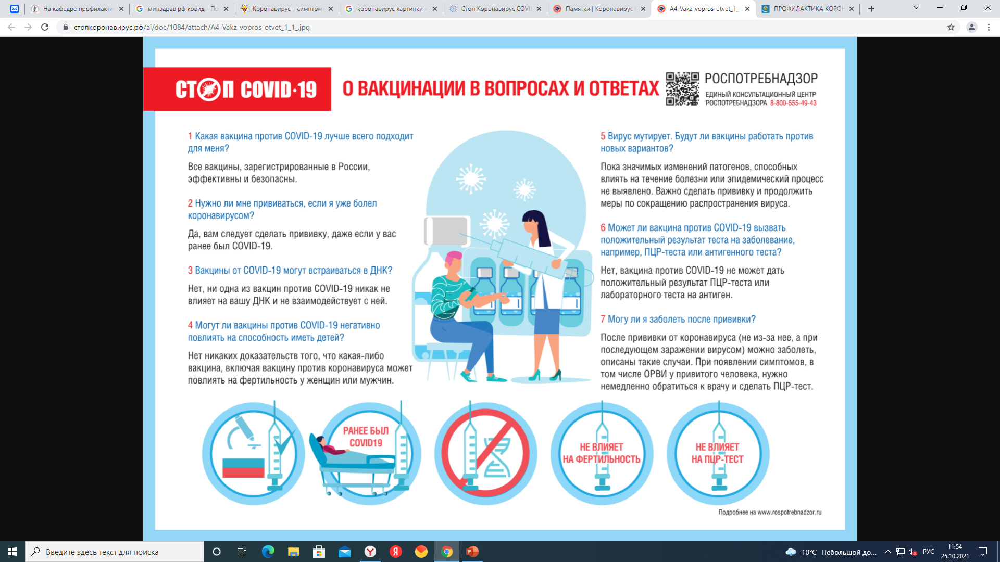 На кафедре профилакти
минздрав рф ковид - По
Коронавирус – симптом
коронавирус картинки -
Стоп Коронавирус COVI
Памятки | Коронавирус
A4-Vakz-vopros-otvet_1_
ПРОФИЛАКТИКА КОРОН
стопкоронавирус.рф/ai/doc/1084/attach/A4-Vakz-vopros-otvet_1_1_.jpg
СТОП COVID·19
О ВАКЦИНАЦИИ В ВОПРОСАХ И ОТВЕТАХ
РОСПОТРЕБНАДЗОР
ЕДИНЫЙ КОНСУЛЬТАЦИОННЫЙ ЦЕНТР
РОСПОТРЕБНАДЗОРА 8-800-555-49-43
1 Какая вакцина против COVID-19 лучше всего подходит
для меня?
Все вакцины, зарегистрированные в России,
эффективны и безопасны.
2 Нужно ли мне прививаться, если я уже болел
коронавирусом?
Да, вам следует сделать прививку, даже если у вас
ранее был COVID-19.
3 Вакцины от COVID-19 могут встраиваться в ДНК?
Нет, ни одна из вакцин против COVID-19 никак не
влияет на вашу ДНК и не взаимодействует с ней.
4 Могут ли вакцины против COVID-19 негативно
повлиять на способность иметь детей?
Нет никаких доказательств того, что какая-либо
вакцина, включая вакцину против коронавируса может
повлиять на фертильность у женщин или мужчин.
5 Вирус мутирует. Будут ли вакцины работать против
новых вариантов?
Пока значимых изменений патогенов, способных
влиять на течение болезни или эпидемический процесс
не выявлено. Важно сделать прививку и продолжить
меры по сокращению распространения вируса.
6 Может ли вакцина против COVID-19 вызвать
положительный результат теста на заболевание,
например, ПЦР-теста или антигенного теста?
Нет, вакцина против COVID-19 не может дать
положительный результат ПЦР-теста или
лабораторного теста на антиген.
7 Могу ли я заболеть после прививки?
После прививки от коронавируса (не из-за нее, а при
последующем заражении вирусом) можно заболеть,
описаны такие случаи. При появлении симптомов, в
том числе ОРВИ у привитого человека, нужно
немедленно обратиться к врачу и сделать ПЦР-тест.
РАНЕЕ БЫЛ
COVID19
НЕ ВЛИЯЕТ
НА ФЕРТИЛЬНОСТЬ
НЕ ВЛИЯЕТ
НА ПЦР-ТЕСТ
Подробнее на www.rospotrebnadzor.ru
Введите здесь текст для поиска
10°C Небольшой до...
РУС
11:54
25.10.2021